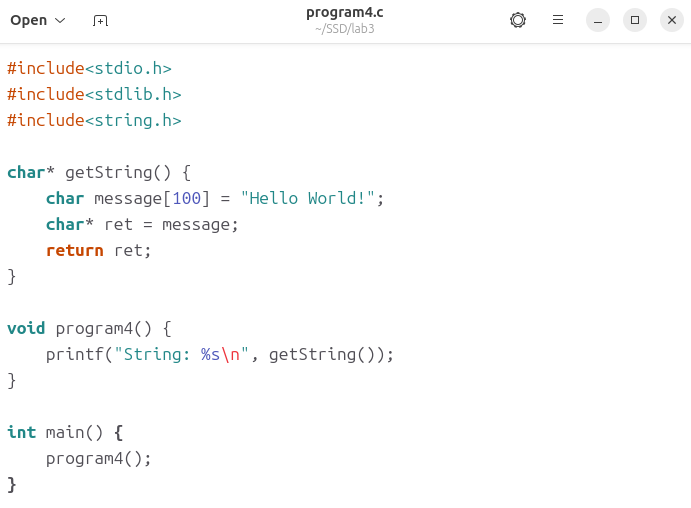 Open
program4.c
~/SSD/lab3
#include<stdio.h>
#include<stdlib.h>
#include<string.h>

char* getString() {
    char message[100] = "Hello World!";
    char* ret = message;
    return ret;
}

void program4() {
    printf("String: %s\n", getString());
}

int main() {
    program4();
}